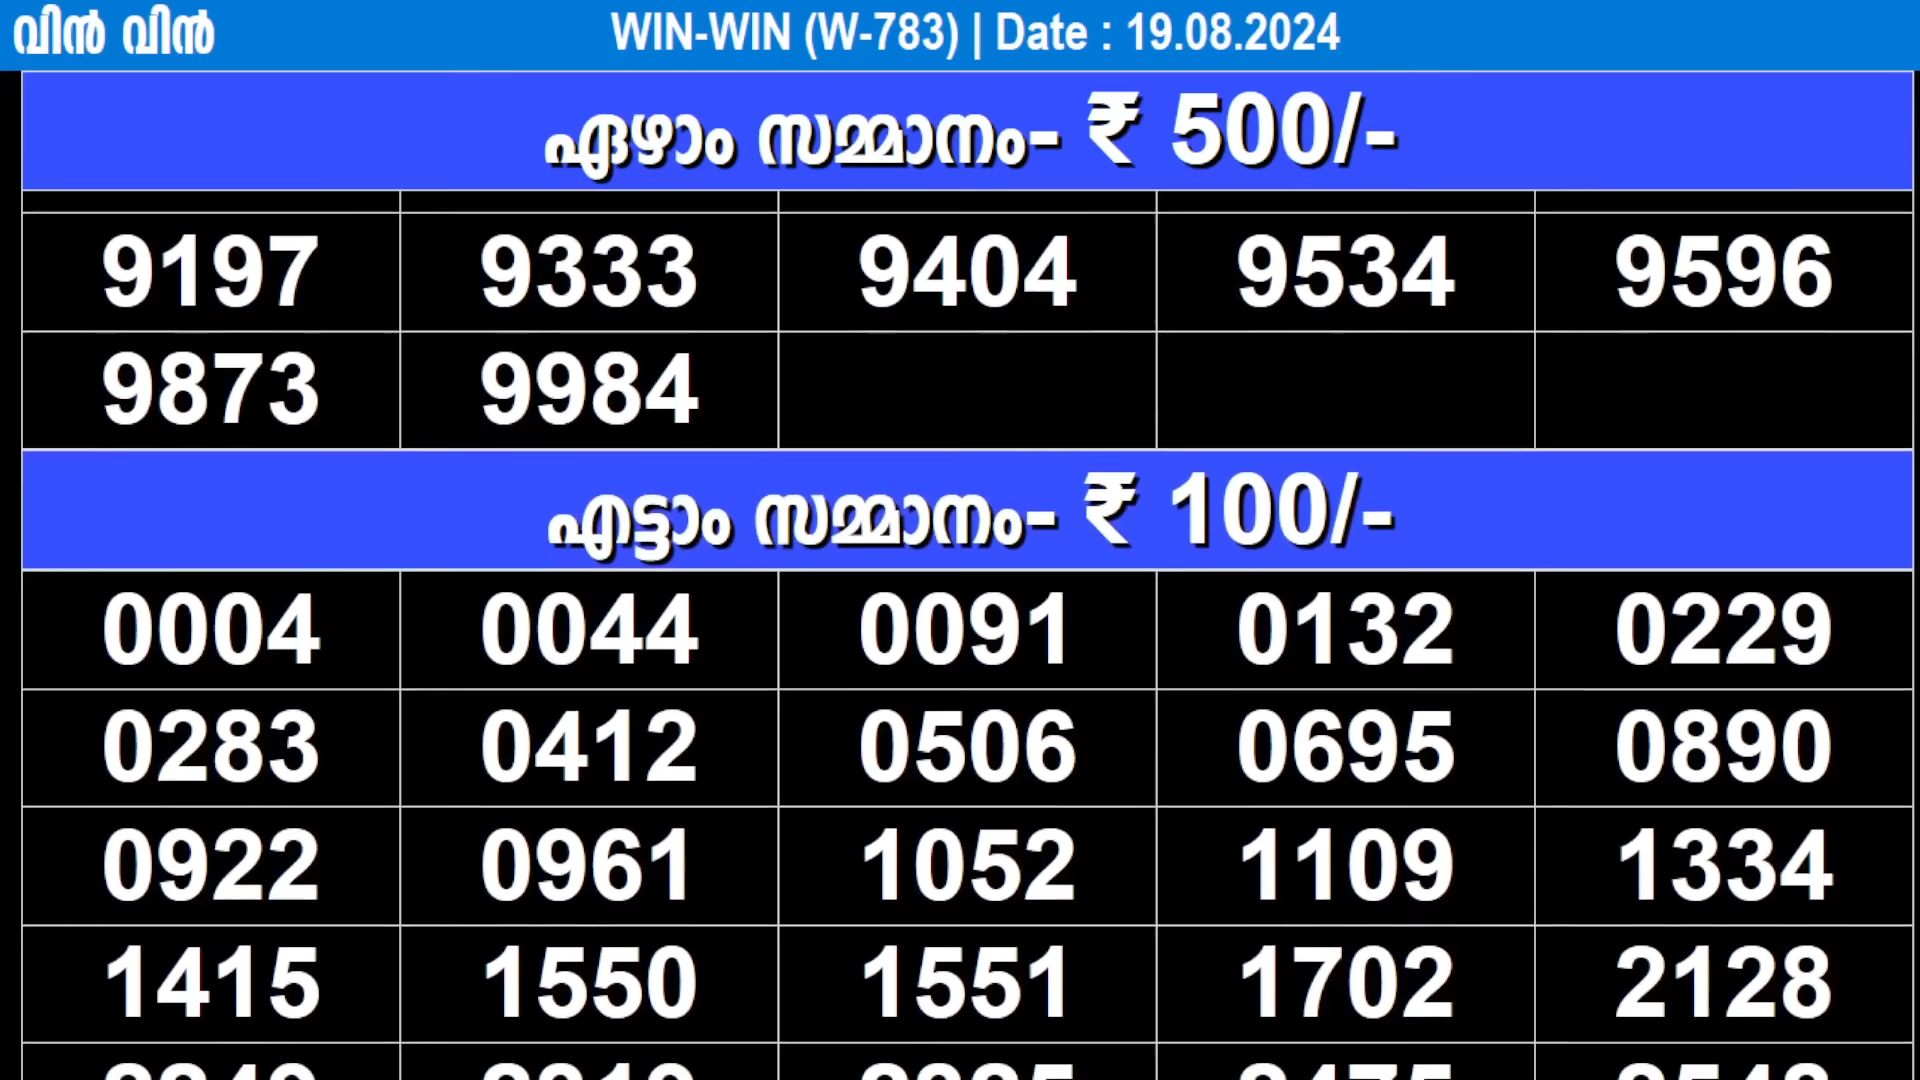 വിൻ വിൻ WIN-WIN (W-783) | Date : 19.08.2024
ഏഴാം സമ്മാനം- ₹ 500/-
9197 9333 9404 9534 9596
9873 9984
എട്ടാം സമ്മാനം- ₹ 100/-
0004 0044 0091 0132 0229
0283 0412 0506 0695 0890
0922 0961 1052 1109 1334
1415 1550 1551 1702 2128